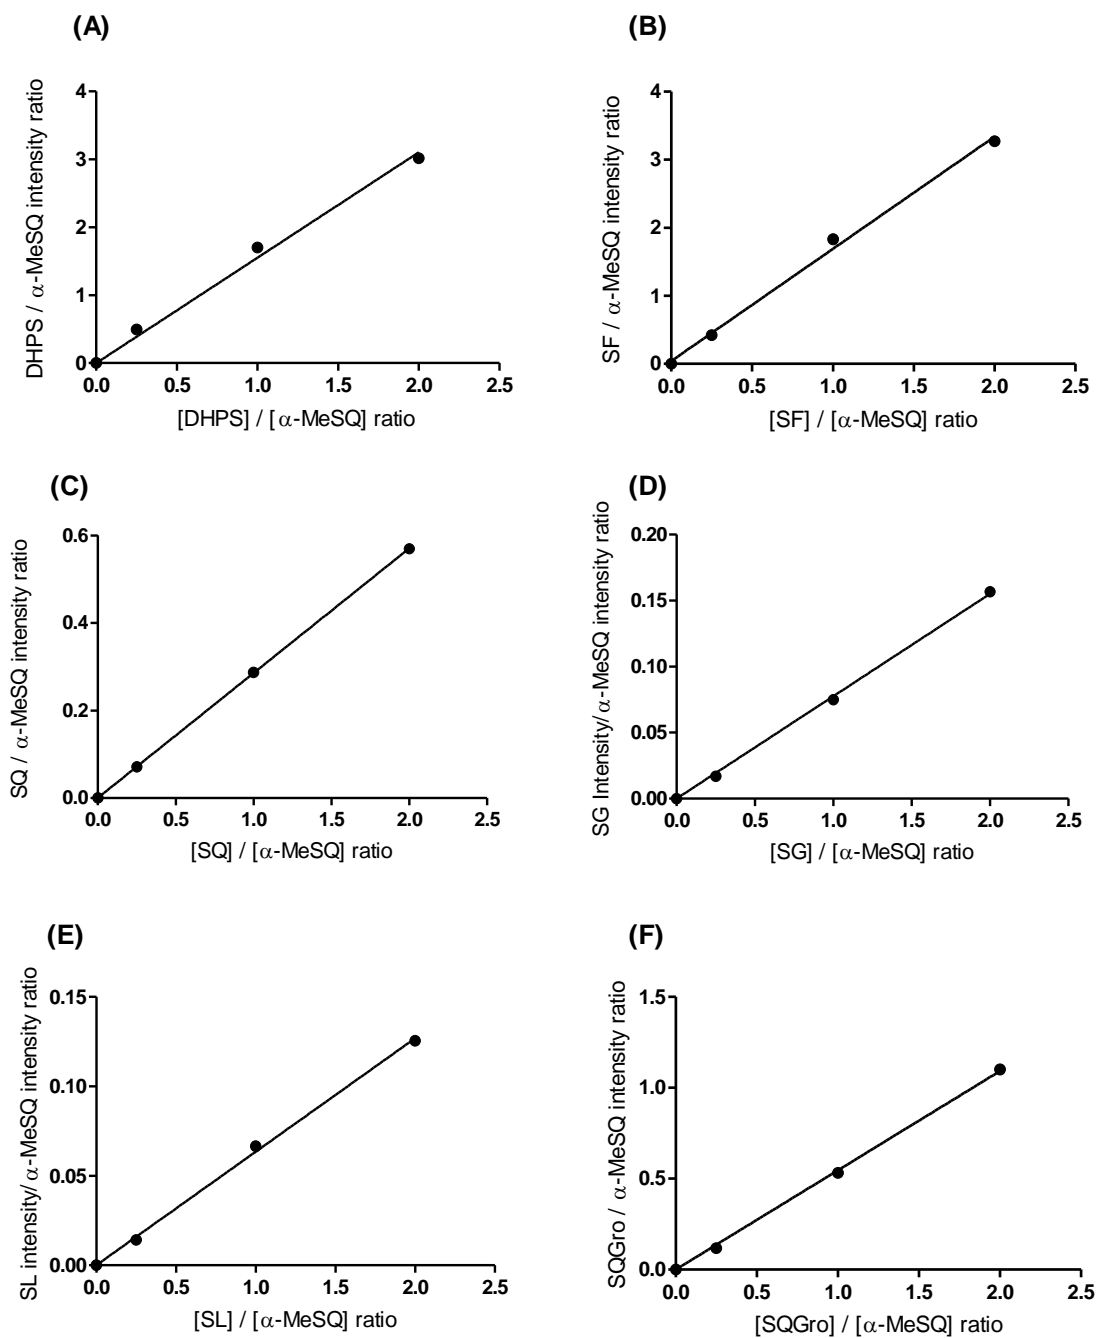 (A)
DHPS / α-MeSQ intensity ratio
4
3
2
1
0
0.0 0.5 1.0 1.5 2.0 2.5
[DHPS] / [α-MeSQ] ratio
(B)
SF / α-MeSQ intensity ratio
4
3
2
1
0
0.0 0.5 1.0 1.5 2.0 2.5
[SF] / [α-MeSQ] ratio
(C)
SQ / α-MeSQ intensity ratio
0.6
0.4
0.2
0.0
0.0 0.5 1.0 1.5 2.0 2.5
[SQ] / [α-MeSQ] ratio
(D)
SG Intensity/α-MeSQ intensity ratio
0.20
0.15
0.10
0.05
0.00
0.0 0.5 1.0 1.5 2.0 2.5
[SG] / [α-MeSQ] ratio
(E)
SL intensity/α-MeSQ intensity ratio
0.15
0.10
0.05
0.00
0.0 0.5 1.0 1.5 2.0 2.5
[SL] / [α-MeSQ] ratio
(F)
SQGro / α-MeSQ intensity ratio
1.5
1.0
0.5
0.0
0.0 0.5 1.0 1.5 2.0 2.5
[SQGro] / [α-MeSQ] ratio